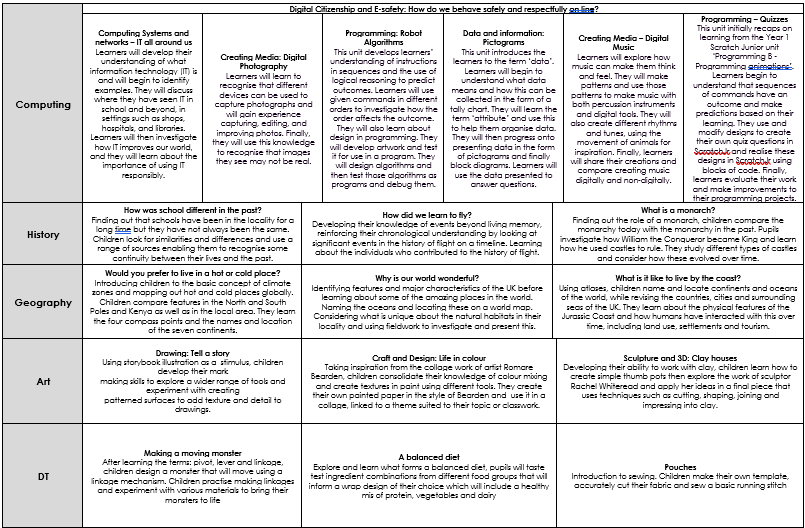 Digital Citizenship and E-safety: How do we behave safely and respectfully on line?
Computing
Computing Systems and
networks – IT all around us
Learners will develop their
understanding of what
information technology (IT) is
and will begin to identify
examples. They will discuss
where they have seen IT in
school and beyond, in
settings such as shops,
hospitals, and libraries.
Learners will then investigate
how IT improves our world,
and they will learn about the
importance of using IT
responsibly.
Creating Media: Digital
Photography
Learners will learn to
recognise that different
devices can be used to
capture photographs and
will gain experience
capturing, editing, and
improving photos. Finally,
they will use this knowledge
to recognise that images
they see may not be real.
Programming: Robot
Algorithms
This unit develops learners'
understanding of instructions
in sequences and the use of
logical reasoning to predict
outcomes. Learners will use
given commands in different
orders to investigate how the
order affects the outcome.
They will also learn about
design in programming. They
will develop artwork and test
it for use in a program. They
will design algorithms and
then test those algorithms as
programs and debug them.
Data and information:
Pictograms
This unit introduces the
learners to the term 'data'.
Learners will begin to
understand what data
means and how this can be
collected in the form of a
tally chart. They will learn the
term 'attribute' and use this
to help them organise data.
They will then progress onto
presenting data in the form
of pictograms and finally
block diagrams. Learners will
use the data presented to
answer questions.
Creating Media – Digital
Music
Learners will explore how
music can make them think
and feel. They will make
patterns and use those
patterns to make music with
both percussion instruments
and digital tools. They will
also create different rhythms
and tunes, using the
movement of animals for
inspiration. Finally, learners
will share their creations and
compare creating music
digitally and non-digitally.
Programming – Quizzes
This unit initially recaps on
learning from the Year 1
Scratch Junior unit
'Programming B -
Programming animations'.
Learners begin to
understand that sequences
of commands have an
outcome and make
predictions based on their
learning. They use and
modify designs to create
their own quiz questions in
ScratchJr and realise these
designs in ScratchJr using
blocks of code. Finally,
learners evaluate their work
and make improvements to
their programming projects.
History
How was school different in the past?
Finding out that schools have been in the locality for a
long time but they have not always been the same.
Children look for similarities and differences and use a
range of sources enabling them to recognise some
continuity between their lives and the past.
How did we learn to fly?
Developing their knowledge of events beyond living memory,
reinforcing their chronological understanding by looking at
significant events in the history of flight on a timeline. Learning
about the individuals who contributed to the history of flight.
What is a monarch?
Finding out the role of a monarch, children compare the
monarchy today with the monarchy in the past. Pupils
investigate how William the Conqueror became King and learn
how he used castles to rule. They study different types of castles
and consider how these evolved over time.
Geography
Would you prefer to live in a hot or cold place?
Introducing children to the basic concept of climate
zones and mapping out hot and cold places globally.
Children compare features in the North and South
Poles and Kenya as well as in the local area. They learn
the four compass points and the names and location
of the seven continents.
Why is our world wonderful?
Identifying features and major characteristics of the UK before
learning about some of the amazing places in the world.
Naming the oceans and locating these on a world map.
Considering what is unique about the natural habitats in their
locality and using fieldwork to investigate and present this.
What is it like to live by the coast?
Using atlases, children name and locate continents and oceans
of the world, while revising the countries, cities and surrounding
seas of the UK. They learn about the physical features of the
Jurassic Coast and how humans have interacted with this over
time, including land use, settlements and tourism.
Art
Drawing: Tell a story
Using storybook illustration as a stimulus, children
develop their mark
making skills to explore a wider range of tools and
experiment with creating
patterned surfaces to add texture and detail to
drawings.
Craft and Design: Life in colour
Taking inspiration from the collage work of artist Romare
Bearden, children consolidate their knowledge of colour mixing
and create textures in paint using different tools. They create
their own painted paper in the style of Bearden and use it in a
collage, linked to a theme suited to their topic or classwork.
Sculpture and 3D: Clay houses
Developing their ability to work with clay, children learn how to
create simple thumb pots then explore the work of sculptor
Rachel Whiteread and apply her ideas in a final piece that
uses techniques such as cutting, shaping, joining and
impressing into clay.
DT
Making a moving monster
After learning the terms: pivot, lever and linkage,
children design a monster that will move using a
linkage mechanism. Children practise making linkages
and experiment with various materials to bring their
monsters to life
A balanced diet
Explore and learn what forms a balanced diet, pupils will taste
test ingredient combinations from different food groups that will
inform a wrap design of their choice which will include a healthy
mis of protein, vegetables and dairy
Pouches
Introduction to sewing. Children make their own template,
accurately cut their fabric and sew a basic running stitch